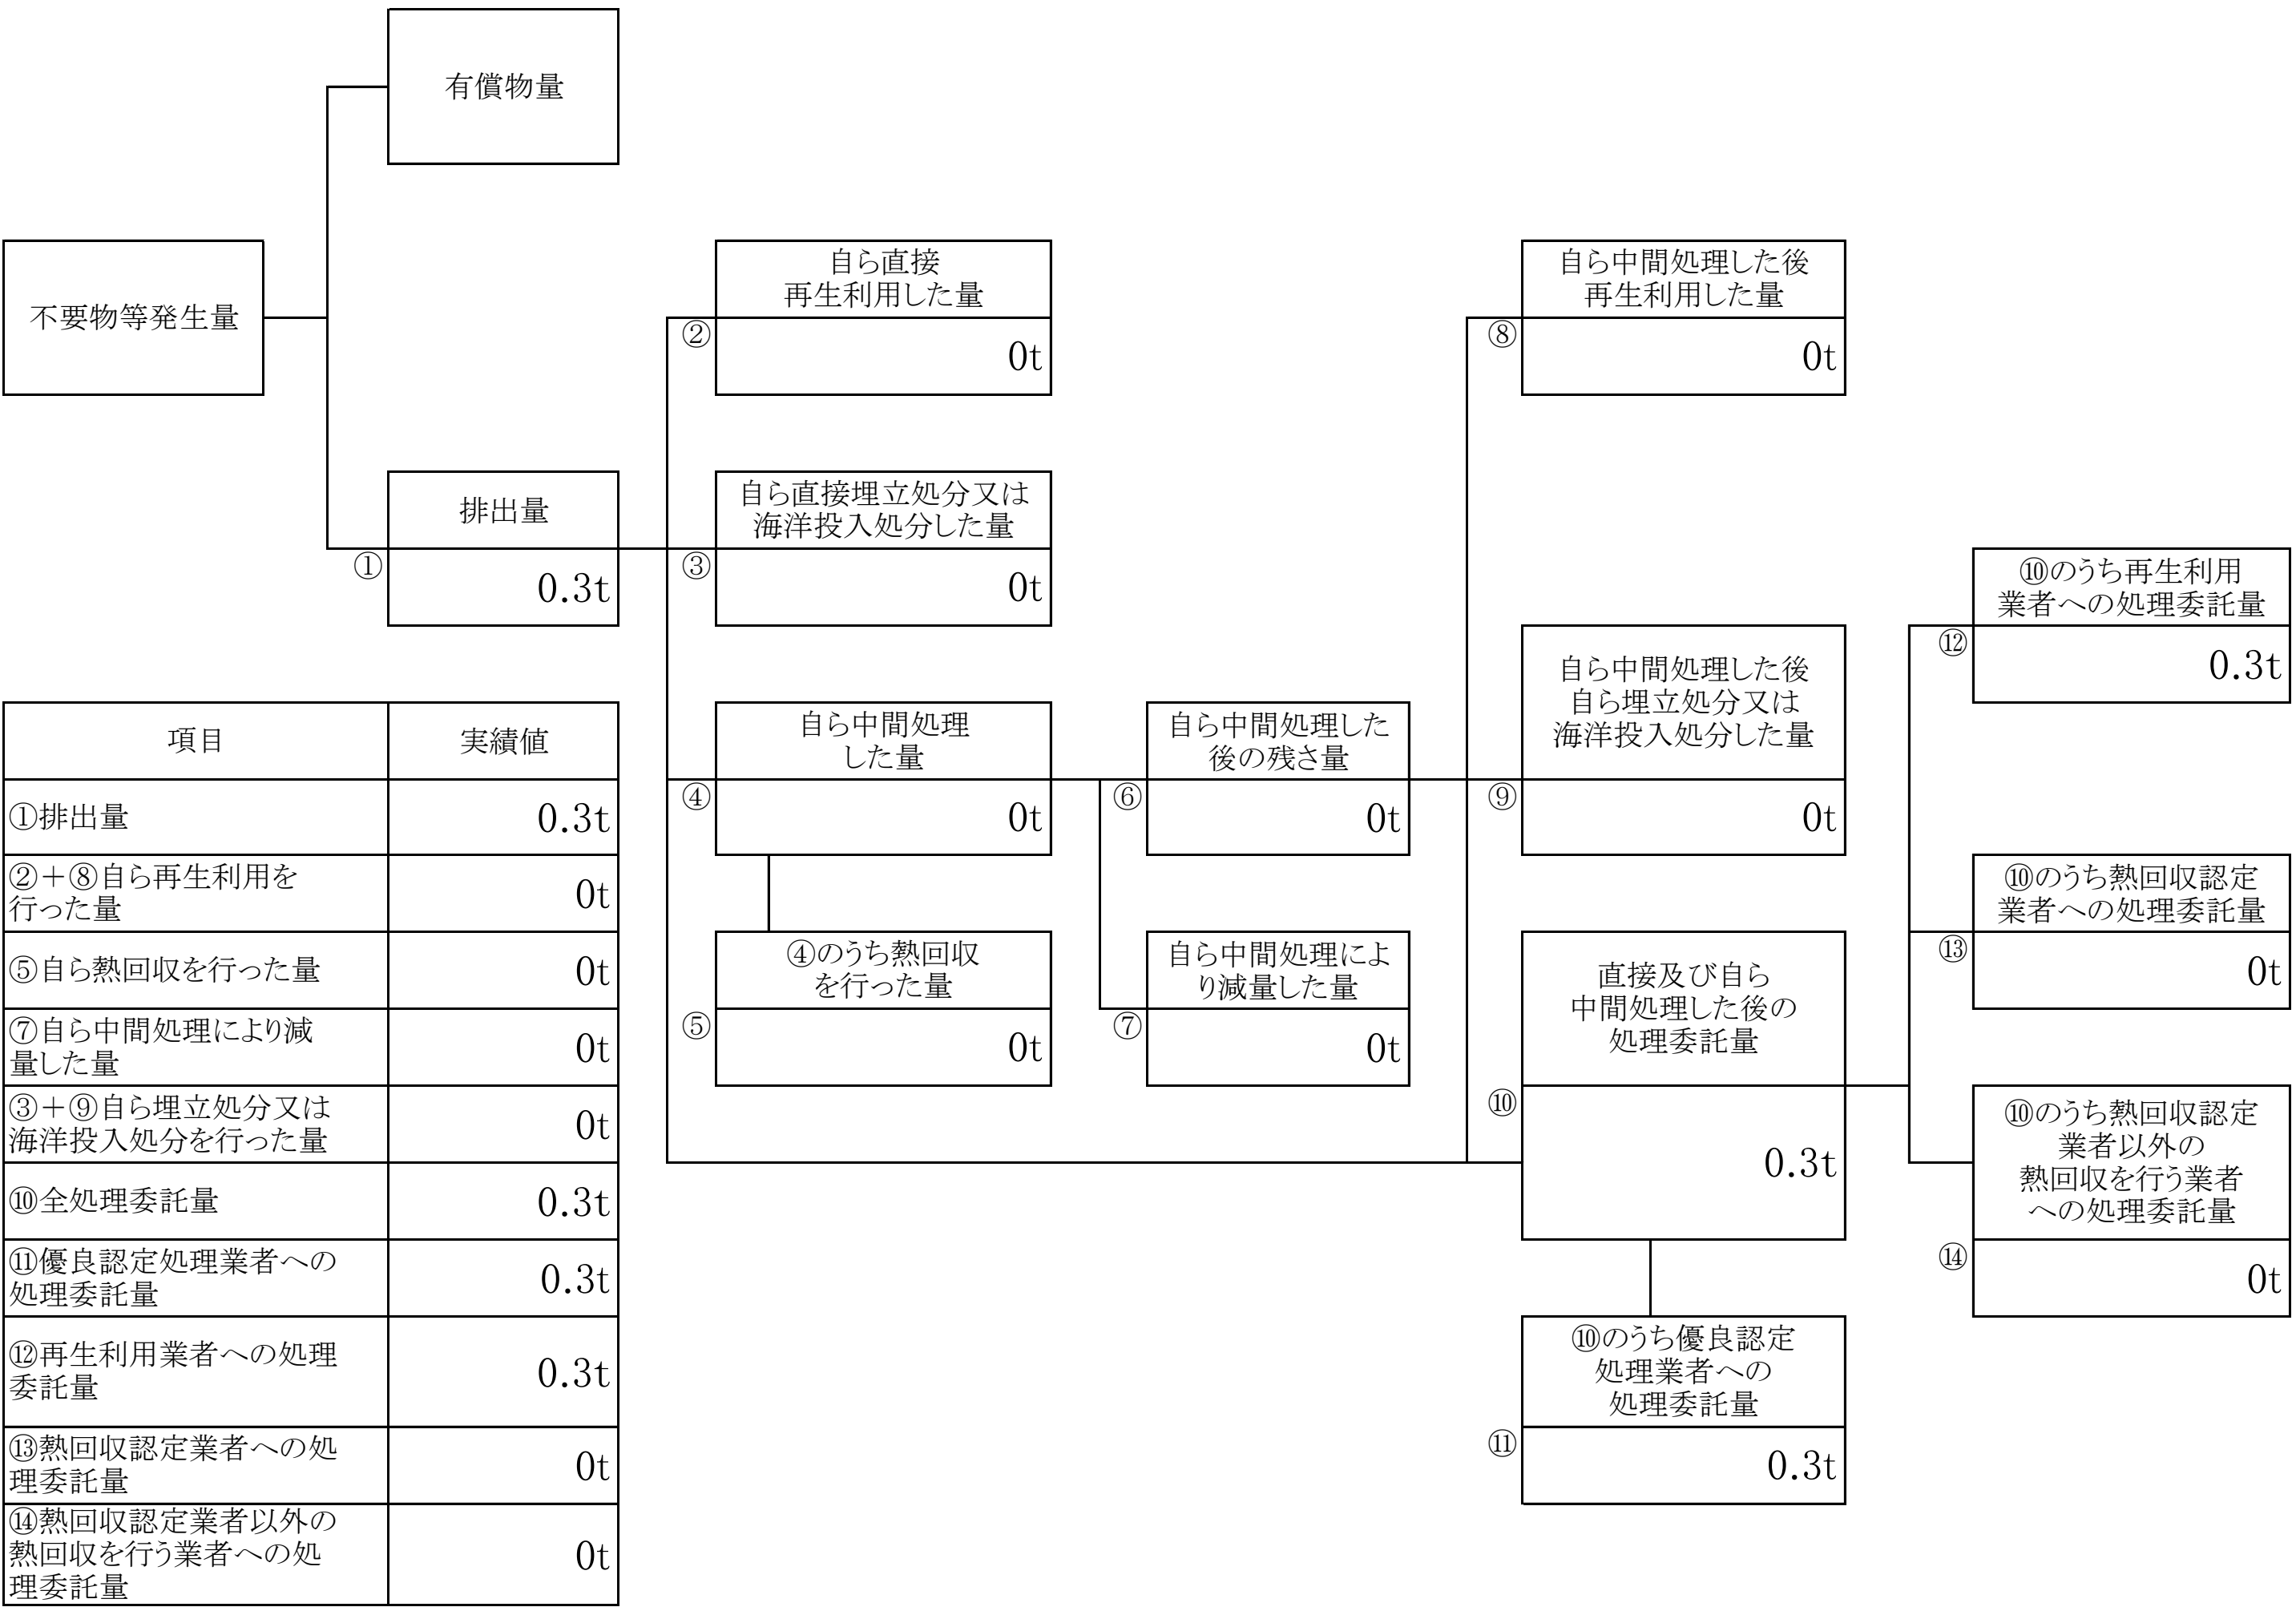 有償物量
不要物等発生量
自ら直接
再生利用した量
②
0t
自ら中間処理した後
再生利用した量
⑧
0t
排出量
①
0.3t
自ら直接埋立処分又は
海洋投入処分した量
③
0t
⑩のうち再生利用
業者への処理委託量
⑫
0.3t
自ら中間処理した後
自ら埋立処分又は
海洋投入処分した量
⑨
0t
自ら中間処理
した量
④
0t
自ら中間処理した
後の残さ量
⑥
0t
⑩のうち熱回収認定
業者への処理委託量
⑬
0t
④のうち熱回収
を行った量
⑤
0t
自ら中間処理によ
り減量した量
⑦
0t
直接及び自ら
中間処理した後の
処理委託量
⑩
0.3t
⑩のうち熱回収認定
業者以外の
熱回収を行う業者
への処理委託量
⑭
0t
⑩のうち優良認定
処理業者への
処理委託量
⑪
0.3t
項目 実績値
①排出量 0.3t
②＋⑧自ら再生利用を
行った量
0t
⑤自ら熱回収を行った量 0t
⑦自ら中間処理により減
量した量
0t
③＋⑨自ら埋立処分又は
海洋投入処分を行った量
0t
⑩全処理委託量 0.3t
⑪優良認定処理業者への
処理委託量
0.3t
⑫再生利用業者への処理
委託量
0.3t
⑬熱回収認定業者への処
理委託量
0t
⑭熱回収認定業者以外の
熱回収を行う業者への処
理委託量
0t